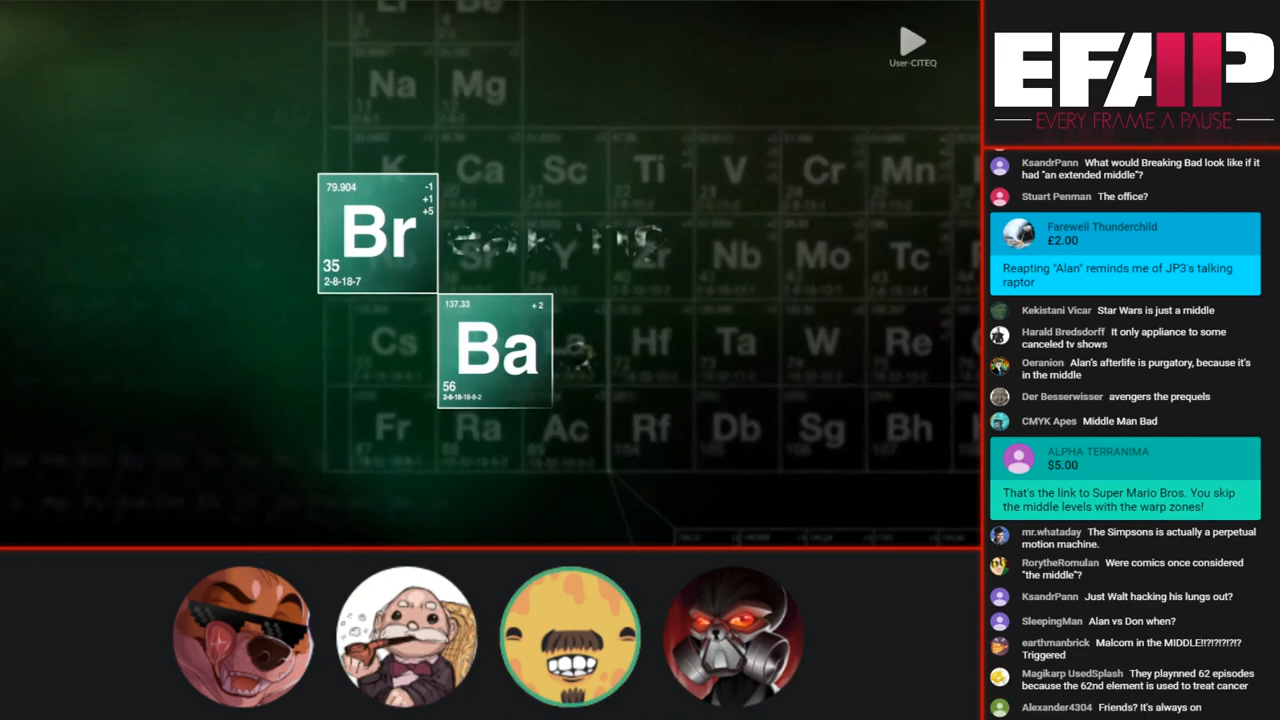 User-CITEQ
Na
Mg
K
Ca
Sc
Ti
V
Cr
Mn
79.904
-1
+1
+5
Br
35
2-8-18-7
Y
Zr
Nb
Mo
Tc
137.33
+2
Ba
56
2-8-18-18-8-2
Cs
La
Hf
Ta
W
Re
Fr
Ra
Ac
Rf
Db
Sg
Bh
EFAP
EVERY FRAME A PAUSE
KsandrPann What would Breaking Bad look like if it
had "an extended middle"?
Stuart Penman The office?
Farewell Thunderchild
£2.00
Reapting "Alan" reminds me of JP3's talking
raptor
Kekistani Vicar Star Wars is just a middle
Harald Bredsdorff It only appliance to some
canceled tv shows
Oeranion Alan's afterlife is purgatory, because it's
in the middle
Der Besserwisser avengers the prequels
CMYK Apes Middle Man Bad
ALPHA TERRANIMA
$5.00
That's the link to Super Mario Bros. You skip
the middle levels with the warp zones!
mr.whataday The Simpsons is actually a perpetual
motion machine.
RorytheRomulan Were comics once considered
"the middle"?
KsandrPann Just Walt hacking his lungs out?
SleepingMan Alan vs Don when?
earthmanbrick Malcom in the MIDDLE!!?!?!?!?!?
Triggered
Magikarp UsedSplash They playnned 62 episodes
because the 62nd element is used to treat cancer
Alexander4304 Friends? It's always on